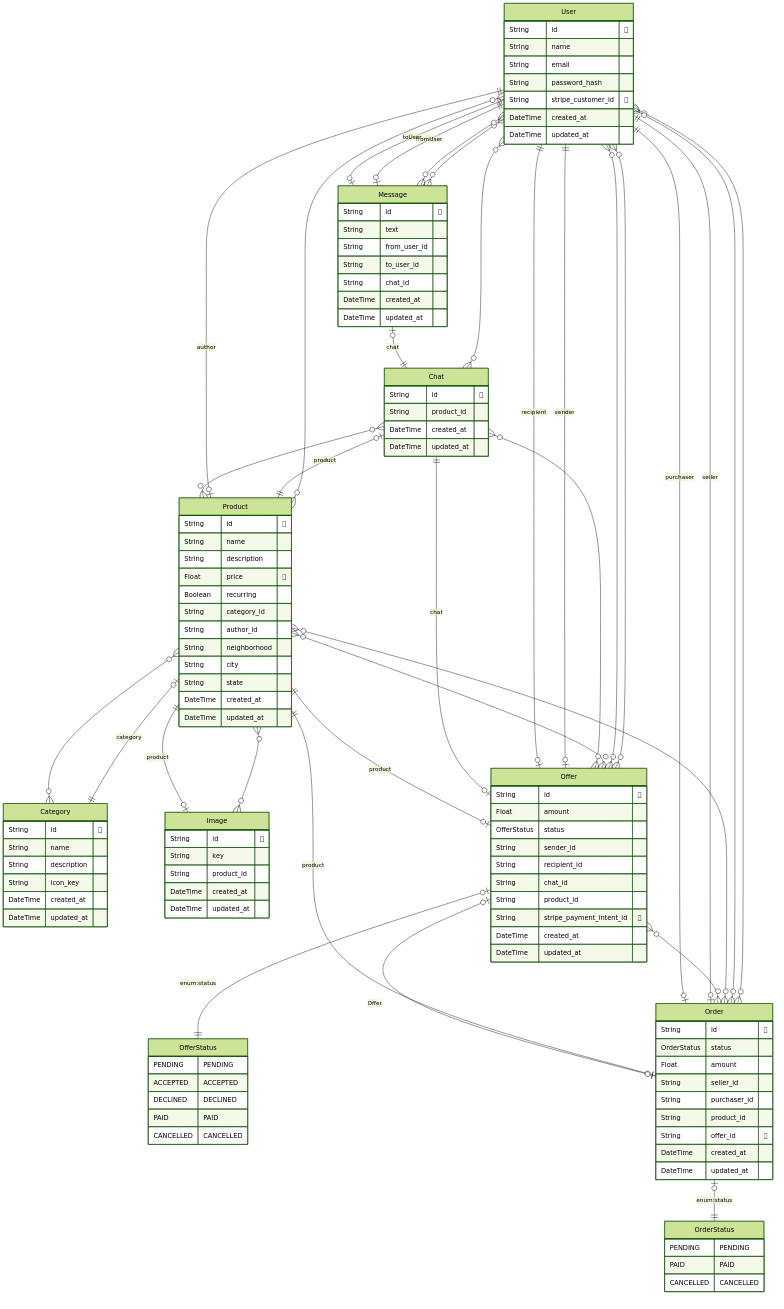 User
String id
String name
String email
String password_hash
String stripe_customer_id
DateTime created_at
DateTime updated_at
toUser
fromUser
Message
String id
String text
String from_user_id
String to_user_id
String chat_id
DateTime created_at
DateTime updated_at
author
chat
Chat
String id
String product_id
DateTime created_at
DateTime updated_at
recipient
sender
product
purchaser
seller
Product
String id
String name
String description
Float price
Boolean recurring
String category_id
String author_id
String neighborhood
String city
String state
DateTime created_at
DateTime updated_at
chat
category
product
product
Category
String id
String name
String description
String icon_key
DateTime created_at
DateTime updated_at
Image
String id
String key
String product_id
DateTime created_at
DateTime updated_at
product
Offer
String id
Float amount
OfferStatus status
String sender_id
String recipient_id
String chat_id
String product_id
String stripe_payment_intent_id
DateTime created_at
DateTime updated_at
enum:status
Offer
OfferStatus
PENDING PENDING
ACCEPTED ACCEPTED
DECLINED DECLINED
PAID PAID
CANCELLED CANCELLED
Order
String id
OrderStatus status
Float amount
String seller_id
String purchaser_id
String product_id
String offer_id
DateTime created_at
DateTime updated_at
enum:status
OrderStatus
PENDING PENDING
PAID PAID
CANCELLED CANCELLED